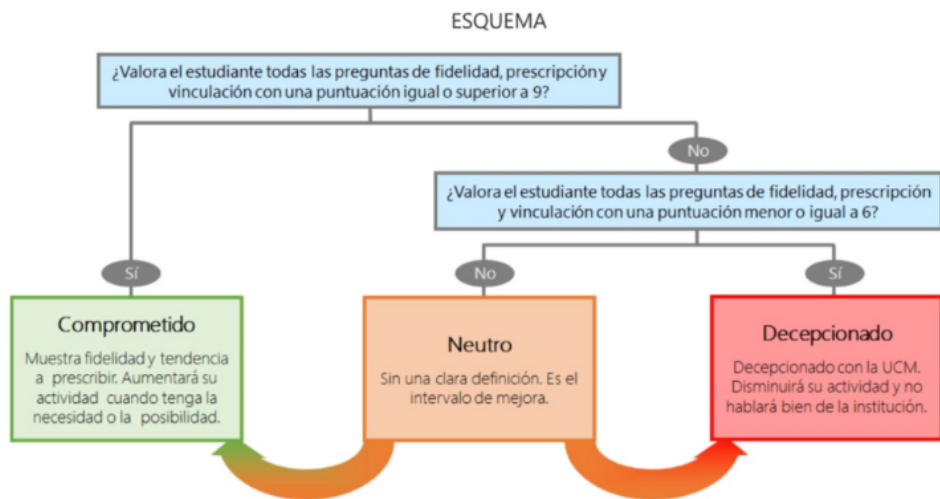 ESQUEMA
¿Valora el estudiante todas las preguntas de fidelidad, prescripción y
vinculación con una puntuación igual o superior a 9?
No
¿Valora el estudiante todas las preguntas de fidelidad, prescripción
y vinculación con una puntuación menor o igual a 6?
Sí
No
Sí
Comprometido
Muestra fidelidad y tendencia
a prescribir. Aumentará su
actividad cuando tenga la
necesidad o la posibilidad.
Neutro
Sin una clara definición. Es el
intervalo de mejora.
Decepcionado
Decepcionado con la UCM.
Disminuirá su actividad y no
hablará bien de la institución.